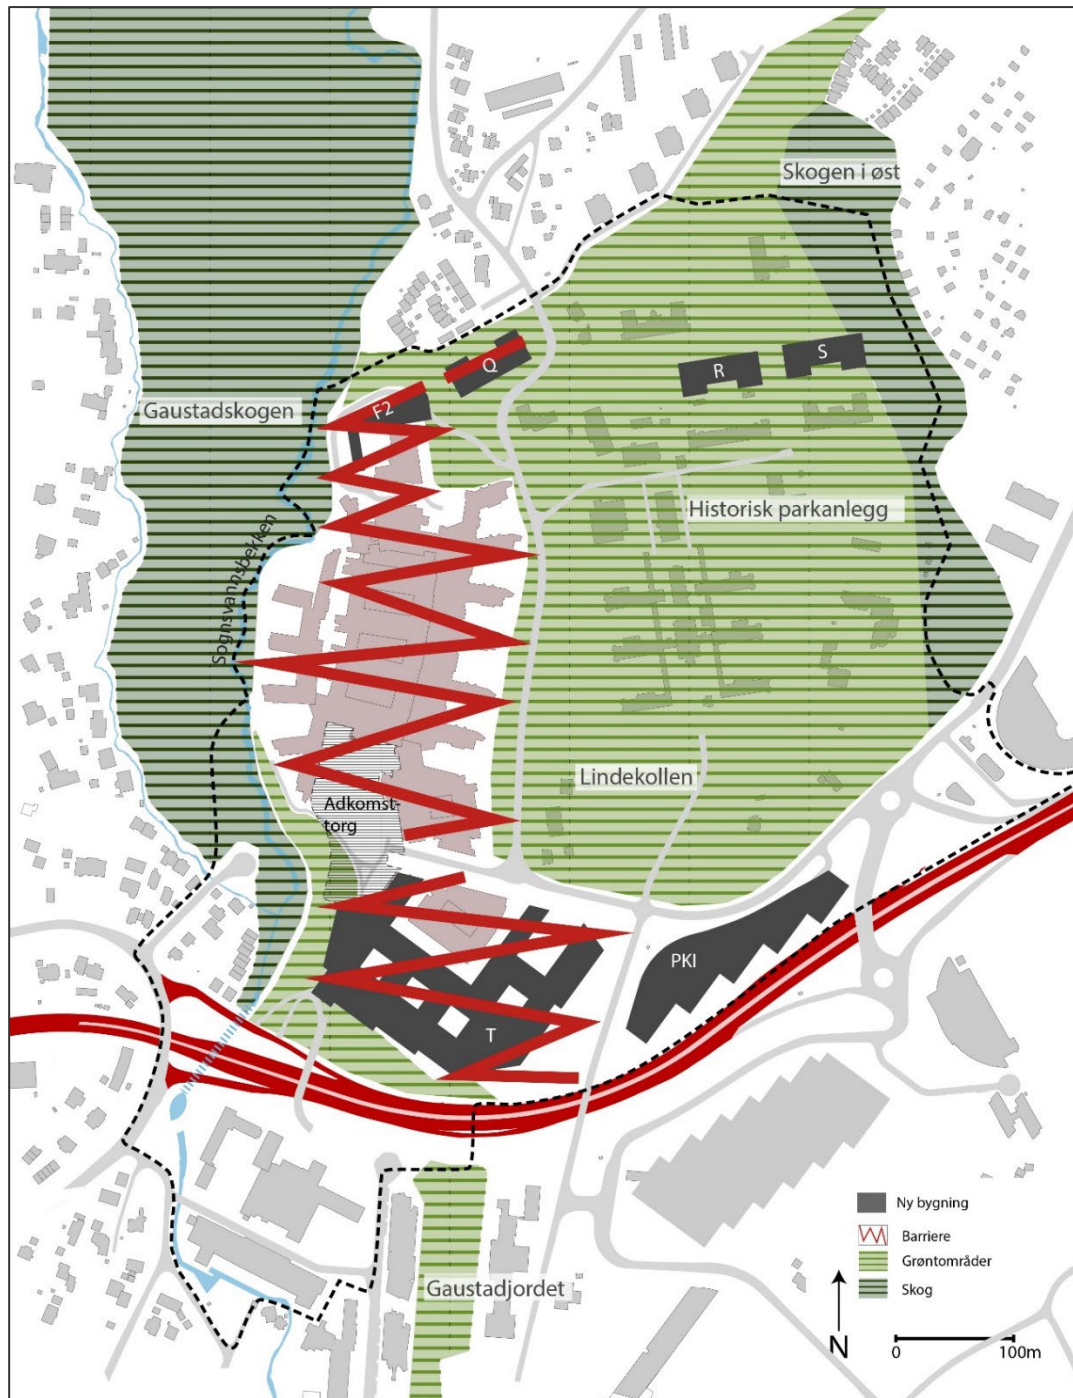 Skogen i øst
Q
R
S
F2
Gaustadskogen
Sognsvannsbekken
Historisk parkanlegg
Lindekollen
Adkomst-
torg
PKI
T
Ny bygning
Barriere
Grøntområder
Skog
Gaustadjordet
N
0
100m